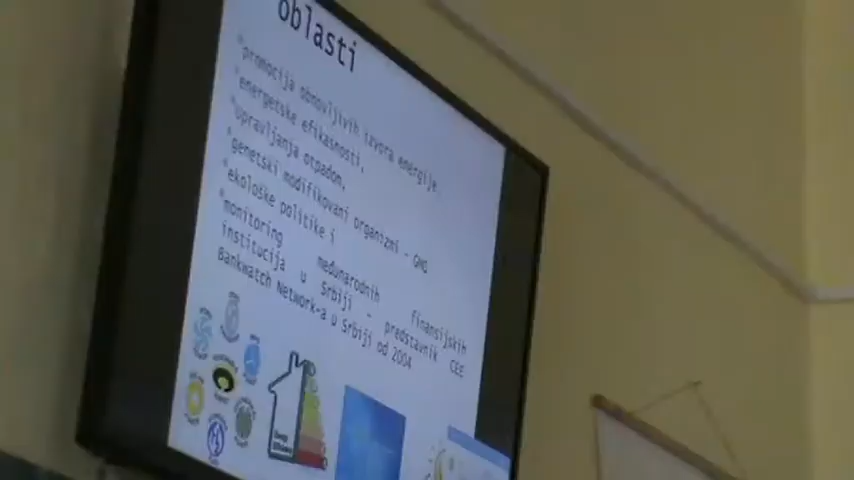 oblasti
promocija obnovljivih izvora energije,
energetske efikasnosti,
upravljanja otpadom,
genetski modifikovani organizmi - GMO
ekološke politike i
monitoring međunarodnih finansijskih
institucija u Srbiji - predstavnik CEE
Bankwatch Network-a u Srbiji od 2004